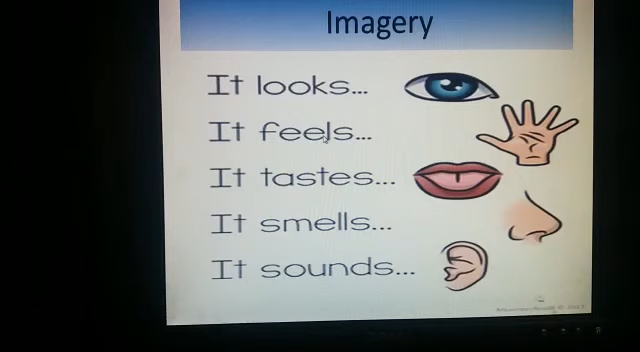 Imagery
It looks...
It feels...
It tastes...
It smells...
It sounds...